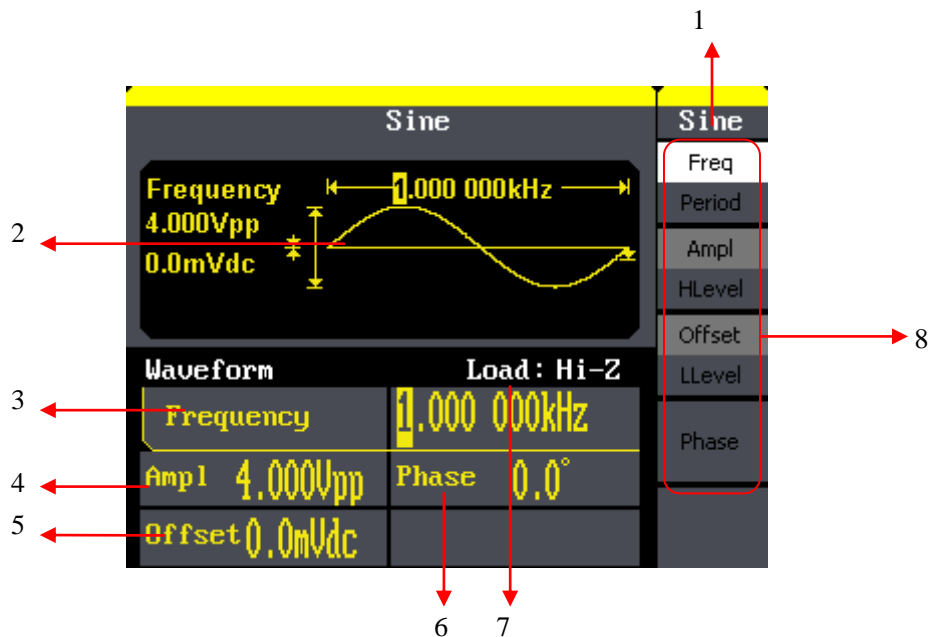 1
Sine
Sine
Frequency
1.000 000kHz
4.000Vpp
0.0mVdc
2
Freq
Period
Ampl
HLevel
Offset
LLevel
Phase
8
Waveform
Load: Hi-Z
3
Frequency
1.000 000kHz
4
Ampl 4.000Vpp
Phase 0.0°
5
Offset 0.0mVdc
6
7